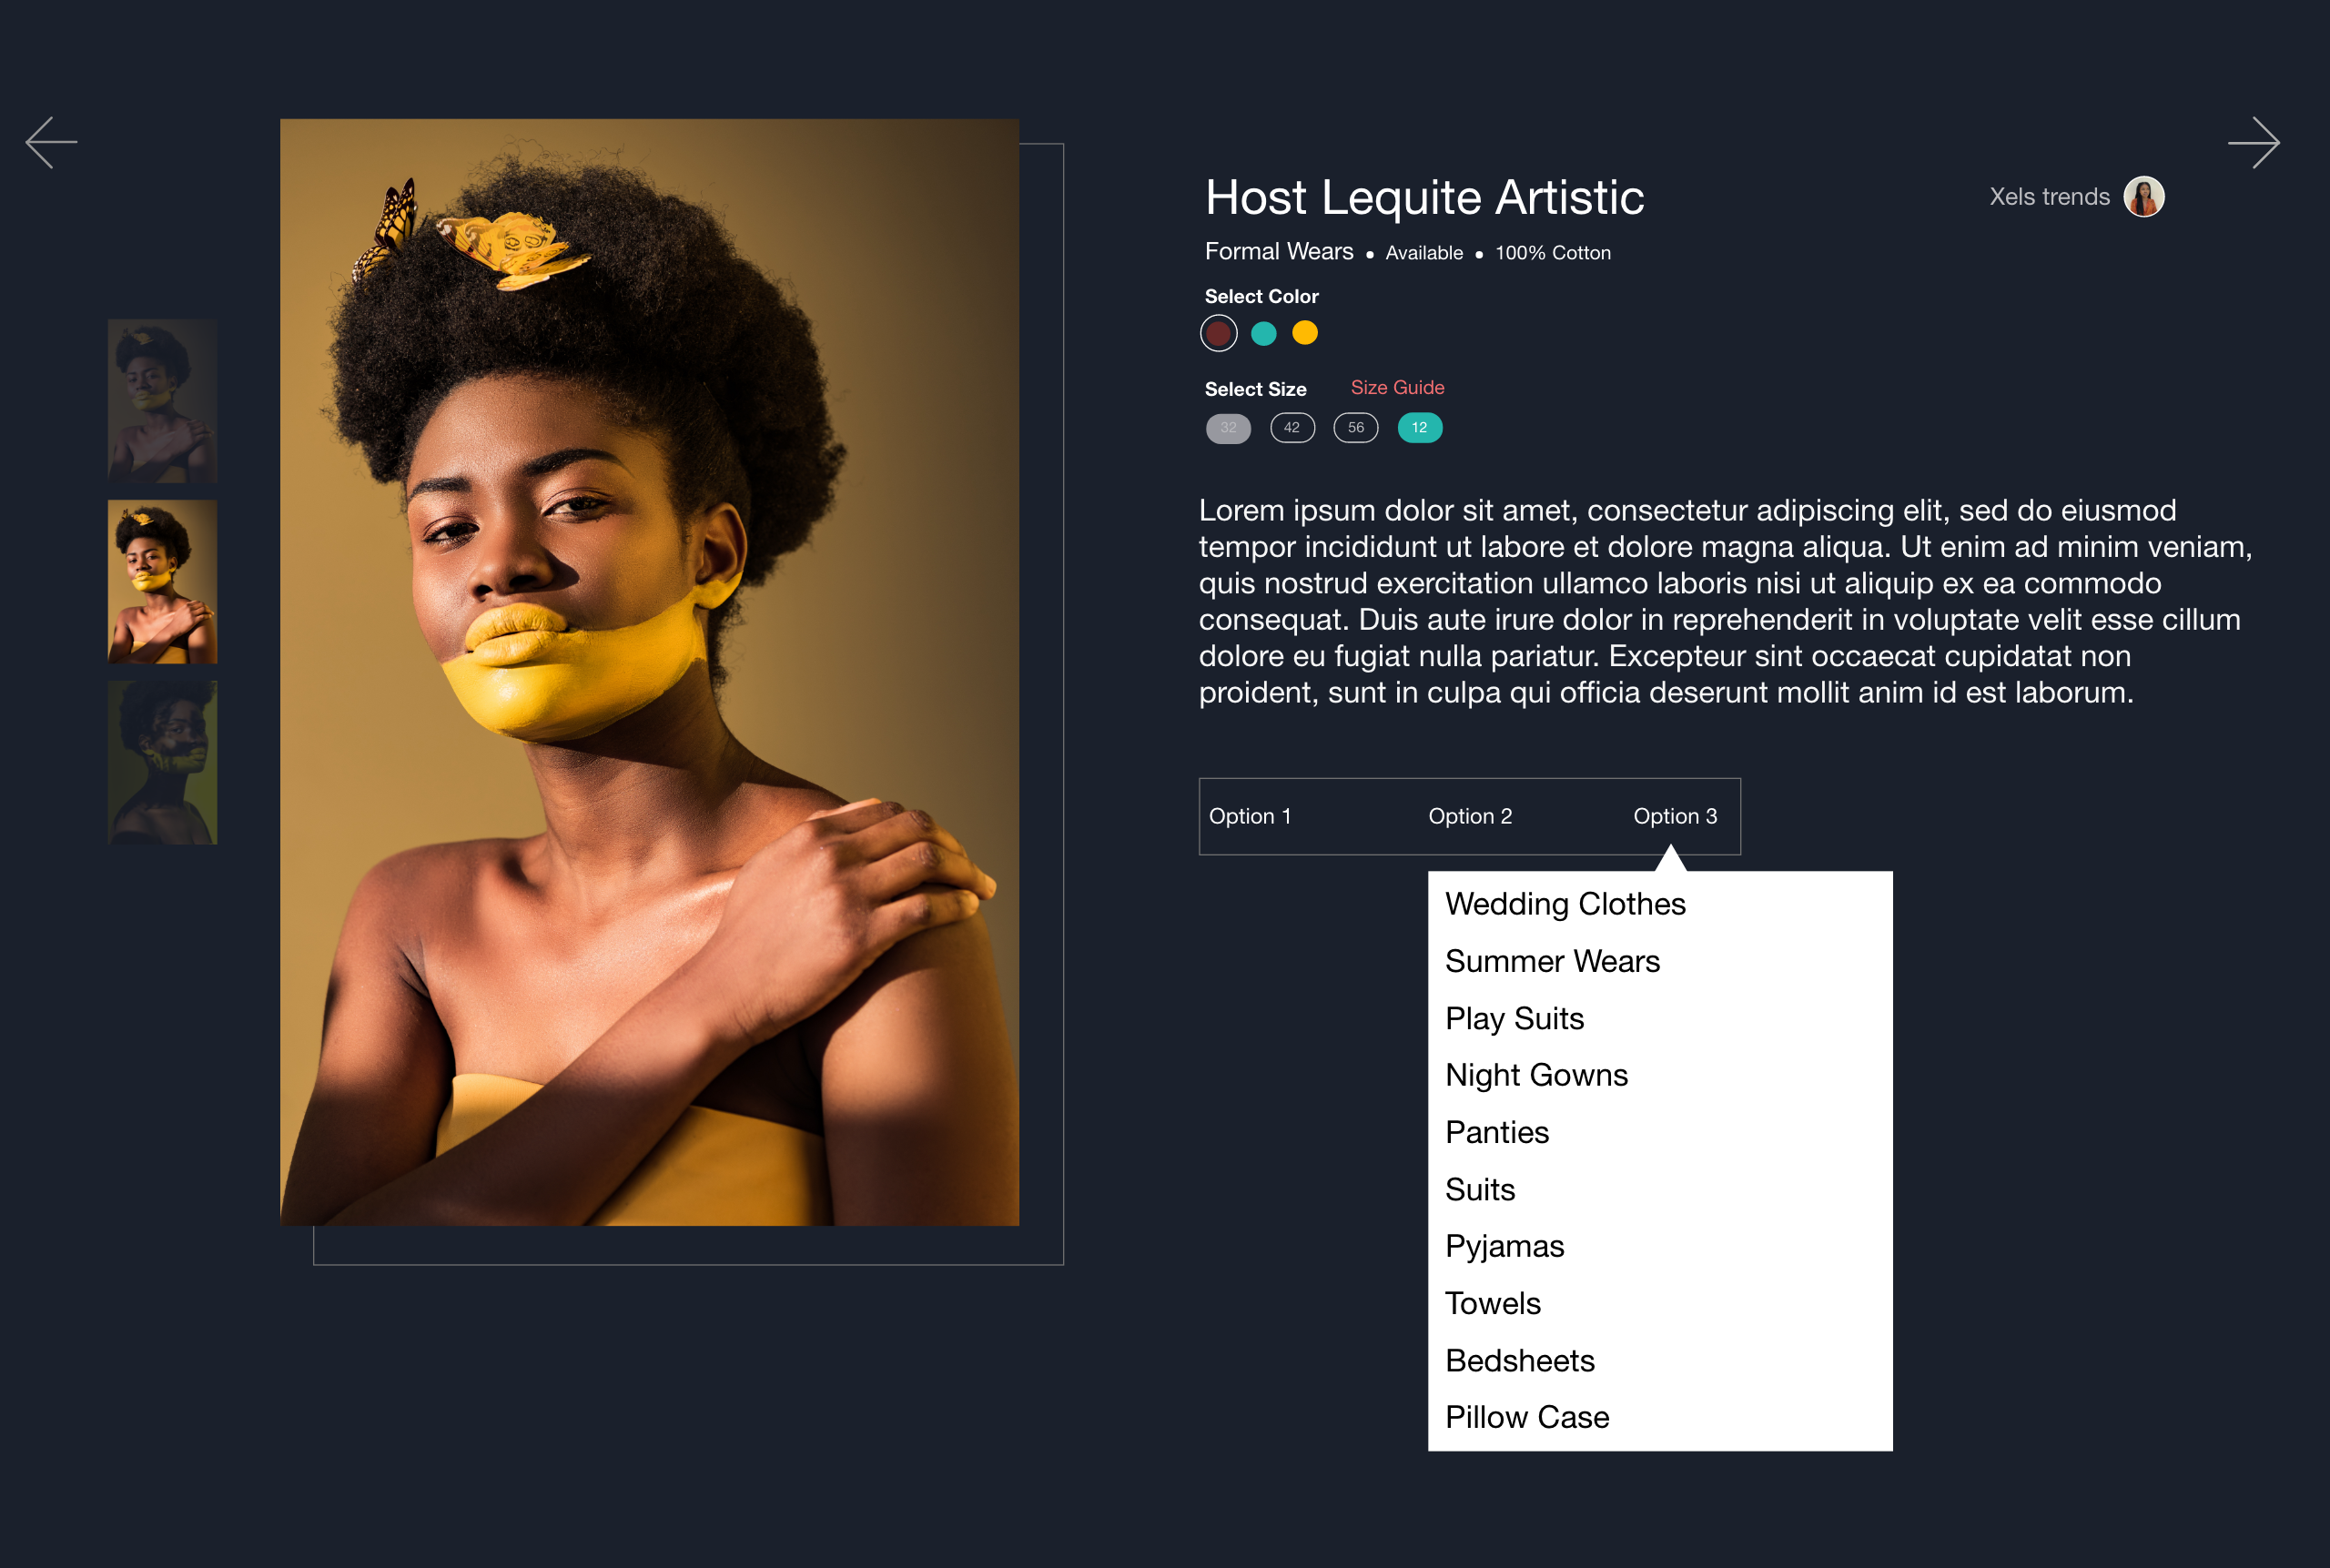 Host Lequite Artistic
Xels trends
Formal Wears • Available • 100% Cotton
Select Color
Select Size Size Guide
32 42 56 12
Lorem ipsum dolor sit amet, consectetur adipiscing elit, sed do eiusmod
tempor incididunt ut labore et dolore magna aliqua. Ut enim ad minim veniam,
quis nostrud exercitation ullamco laboris nisi ut aliquip ex ea commodo
consequat. Duis aute irure dolor in reprehenderit in voluptate velit esse cillum
dolore eu fugiat nulla pariatur. Excepteur sint occaecat cupidatat non
proident, sunt in culpa qui officia deserunt mollit anim id est laborum.
Option 1 Option 2 Option 3
Wedding Clothes
Summer Wears
Play Suits
Night Gowns
Panties
Suits
Pyjamas
Towels
Bedsheets
Pillow Case